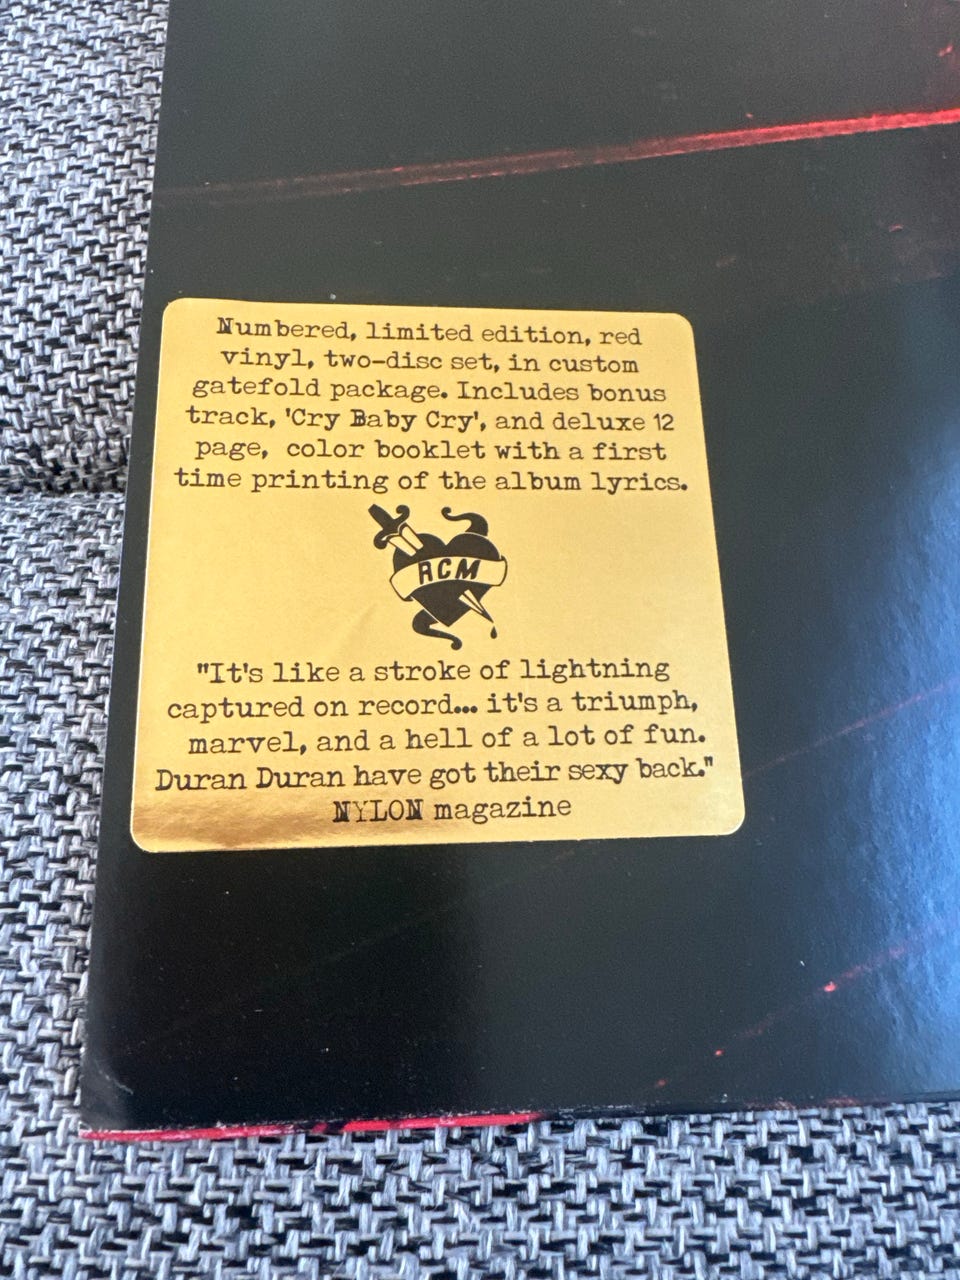 Numbered, limited edition, red
vinyl, two-disc set, in custom
gatefold package. Includes bonus
track, 'Cry Baby Cry', and deluxe 12
page, color booklet with a first
time printing of the album lyrics.
RCM
"It's like a stroke of lightning
captured on record... it's a triumph,
marvel, and a hell of a lot of fun.
Duran Duran have got their sexy back."
NYLON magazine